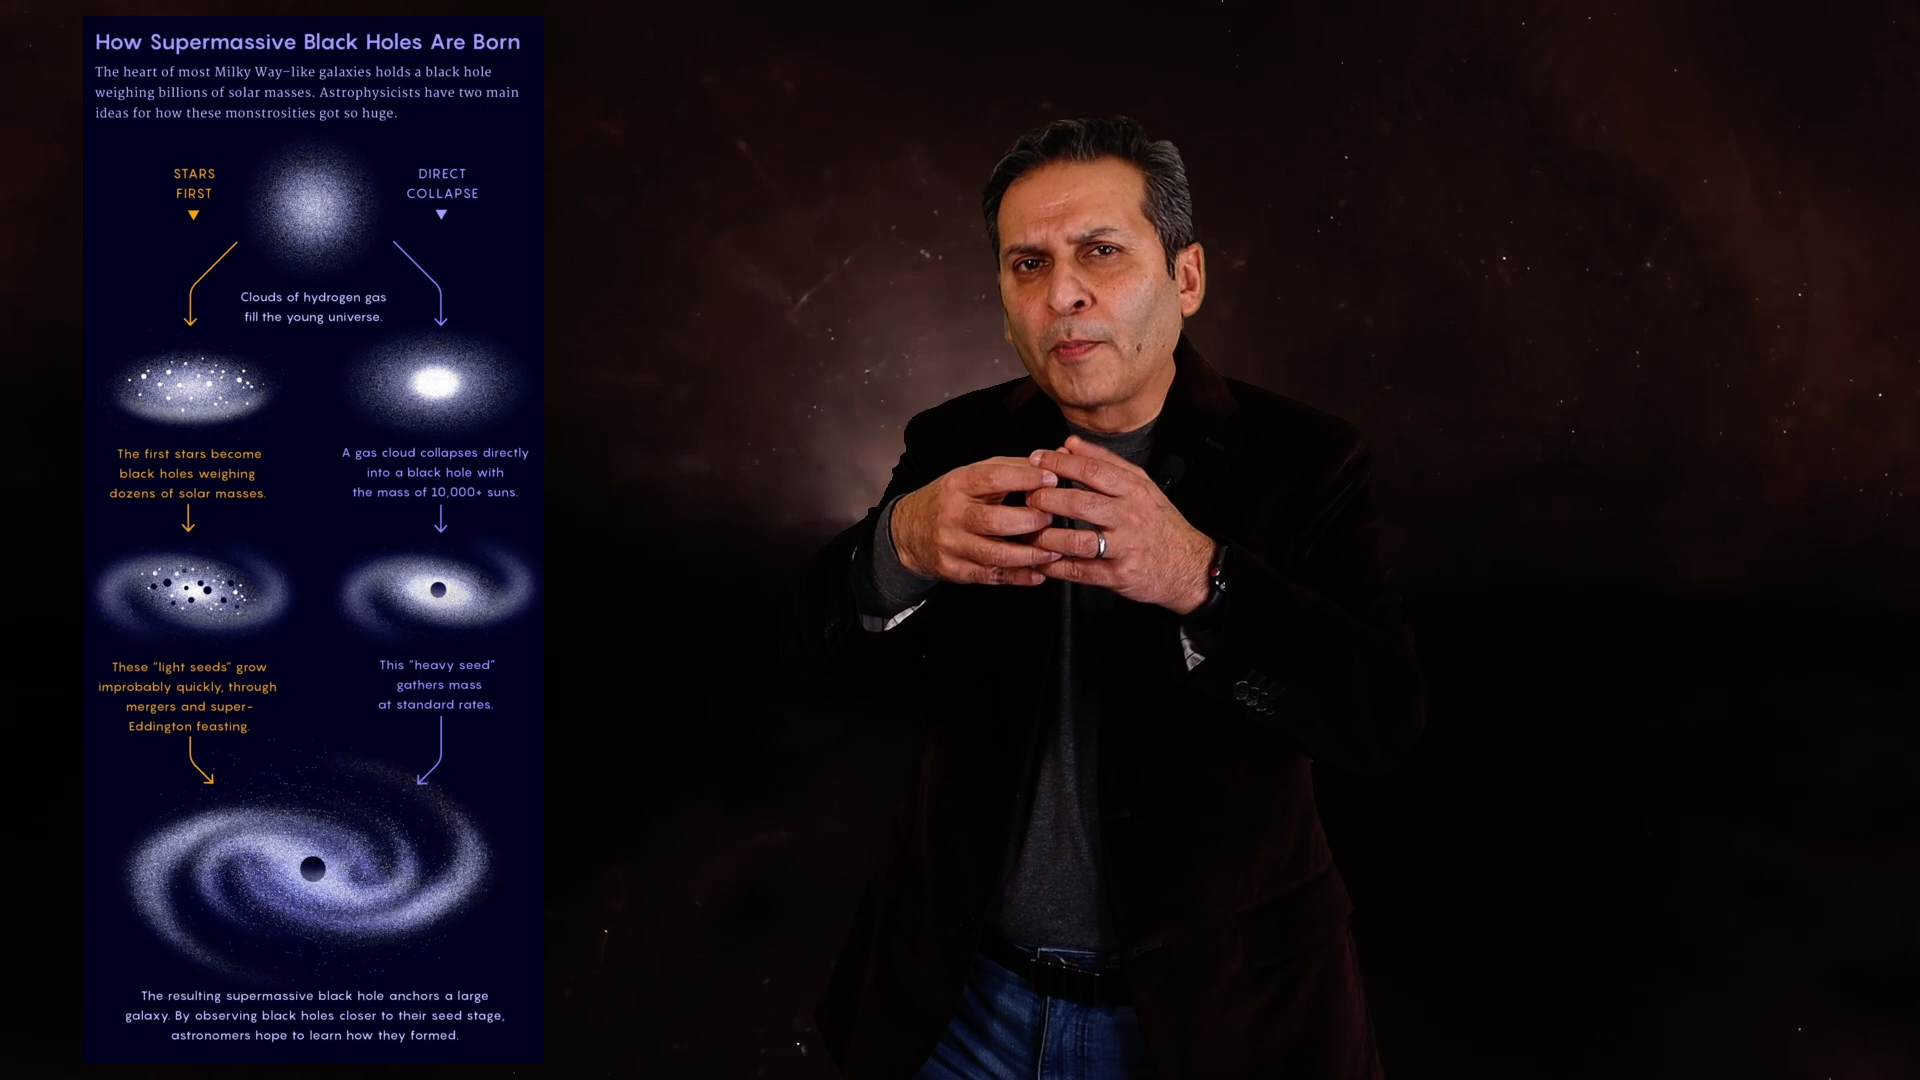 How Supermassive Black Holes Are Born
The heart of most Milky Way–like galaxies holds a black hole
weighing billions of solar masses. Astrophysicists have two main
ideas for how these monstrosities got so huge.
STARS
FIRST
DIRECT
COLLAPSE
Clouds of hydrogen gas
fill the young universe.
The first stars become
black holes weighing
dozens of solar masses.
A gas cloud collapses directly
into a black hole with
the mass of 10,000+ suns.
These “light seeds” grow
improbably quickly, through
mergers and super-
Eddington feasting.
This “heavy seed”
gathers mass
at standard rates.
The resulting supermassive black hole anchors a large
galaxy. By observing black holes closer to their seed stage,
astronomers hope to learn how they formed.